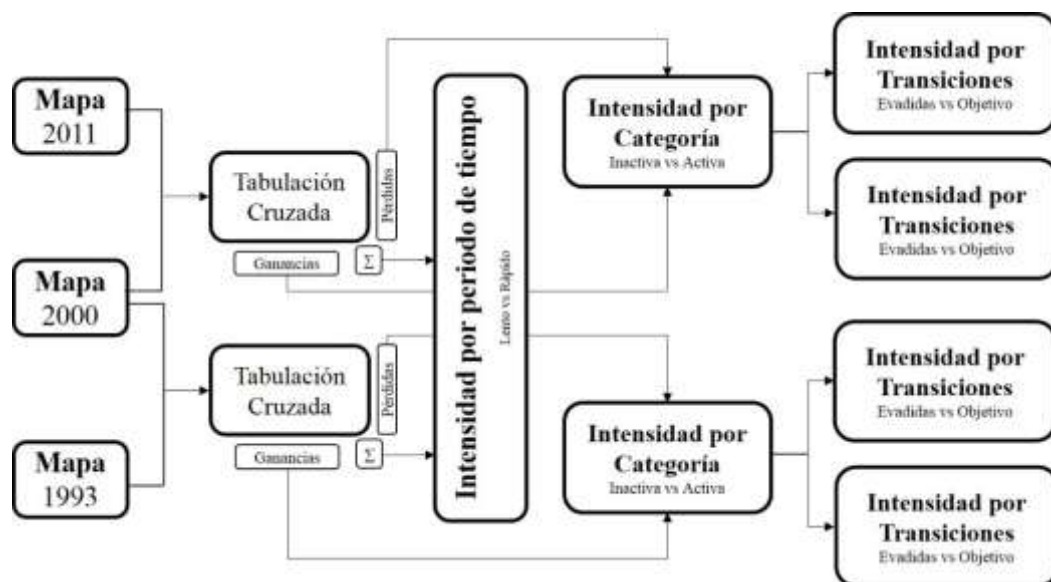 Mapa
2011
Mapa
2000
Mapa
1993
Tabulación
Cruzada
Pérdidas
Ganancias
Σ
Tabulación
Cruzada
Pérdidas
Ganancias
Σ
Intensidad por periodo de tiempo
Lento vs Rápido
Intensidad por
Categoría
Inactiva vs Activa
Intensidad por
Categoría
Inactiva vs Activa
Intensidad por
Transiciones
Evadidas vs Objetivo
Intensidad por
Transiciones
Evadidas vs Objetivo
Intensidad por
Transiciones
Evadidas vs Objetivo
Intensidad por
Transiciones
Evadidas vs Objetivo